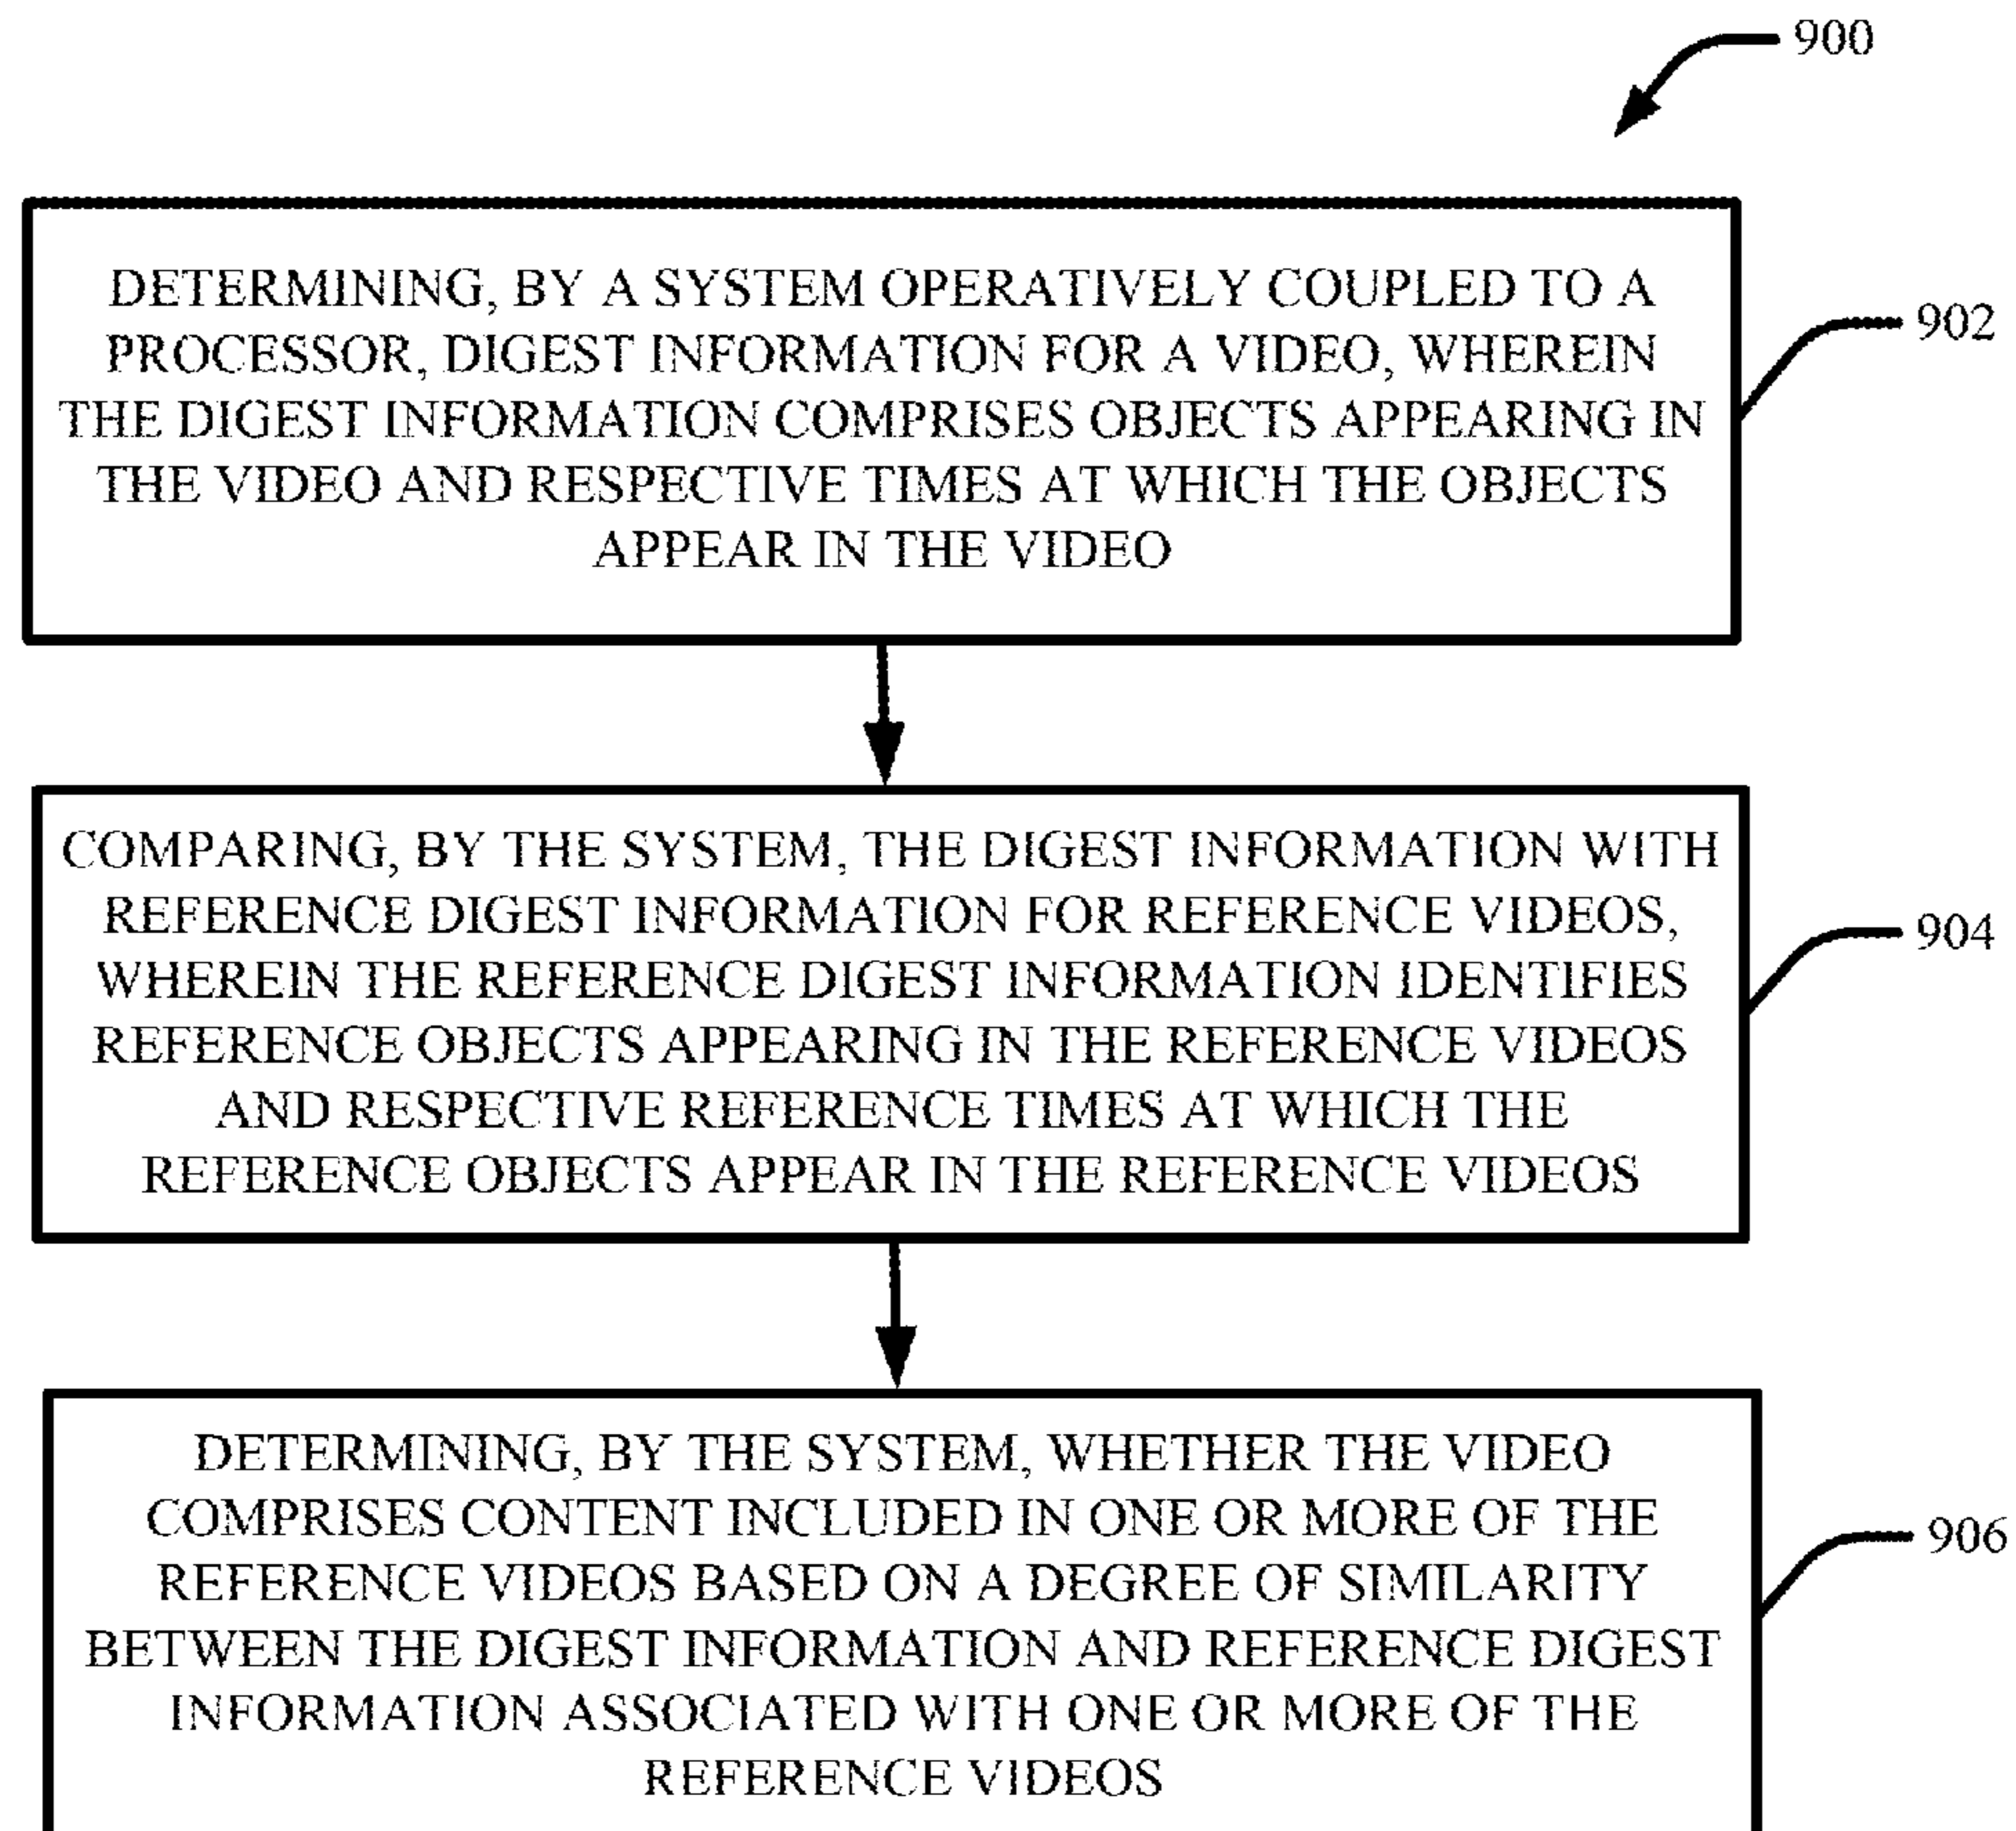 900
DETERMINING, BY A SYSTEM OPERATIVELY COUPLED TO A
PROCESSOR, DIGEST INFORMATION FOR A VIDEO, WHEREIN
THE DIGEST INFORMATION COMPRISES OBJECTS APPEARING IN
THE VIDEO AND RESPECTIVE TIMES AT WHICH THE OBJECTS
APPEAR IN THE VIDEO
902
COMPARING, BY THE SYSTEM, THE DIGEST INFORMATION WITH
REFERENCE DIGEST INFORMATION FOR REFERENCE VIDEOS,
WHEREIN THE REFERENCE DIGEST INFORMATION IDENTIFIES
REFERENCE OBJECTS APPEARING IN THE REFERENCE VIDEOS
AND RESPECTIVE REFERENCE TIMES AT WHICH THE
REFERENCE OBJECTS APPEAR IN THE REFERENCE VIDEOS
904
DETERMINING, BY THE SYSTEM, WHETHER THE VIDEO
COMPRISES CONTENT INCLUDED IN ONE OR MORE OF THE
REFERENCE VIDEOS BASED ON A DEGREE OF SIMILARITY
BETWEEN THE DIGEST INFORMATION AND REFERENCE DIGEST
INFORMATION ASSOCIATED WITH ONE OR MORE OF THE
REFERENCE VIDEOS
906